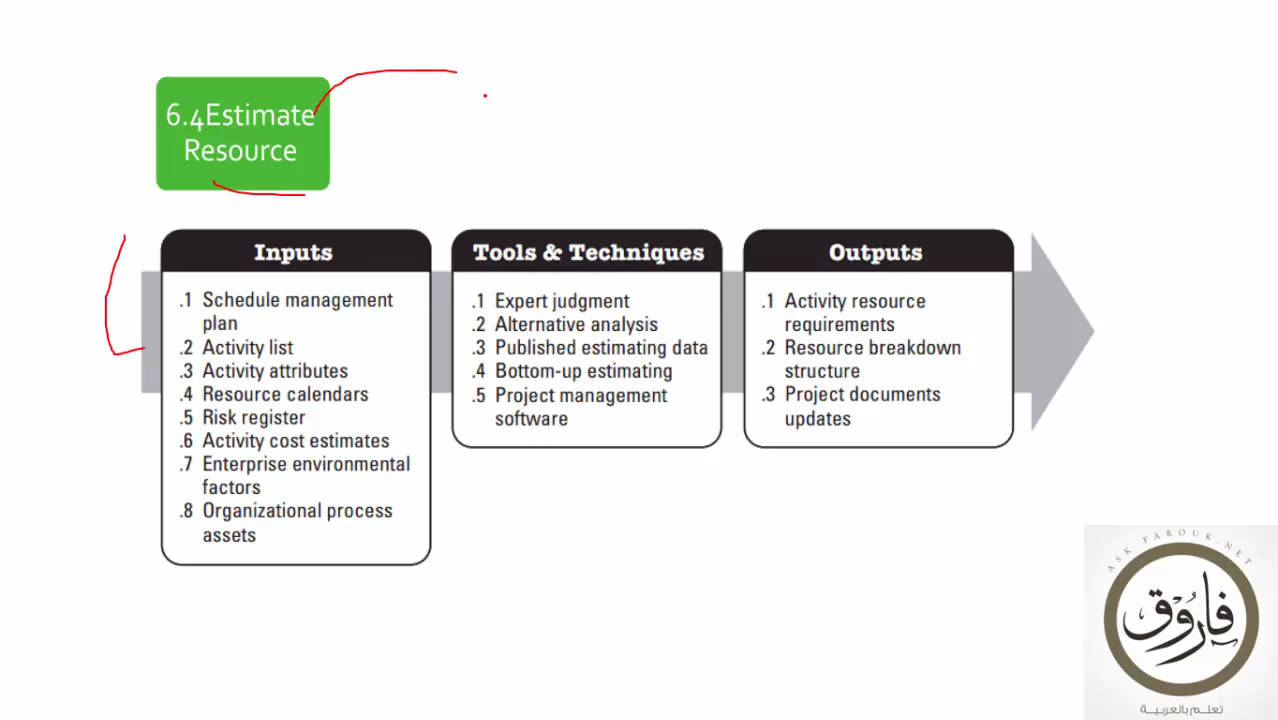 6.4Estimate
Resource
Inputs
.1 Schedule management
plan
.2 Activity list
.3 Activity attributes
.4 Resource calendars
.5 Risk register
.6 Activity cost estimates
.7 Enterprise environmental
factors
.8 Organizational process
assets
Tools & Techniques
.1 Expert judgment
.2 Alternative analysis
.3 Published estimating data
.4 Bottom-up estimating
.5 Project management
software
Outputs
.1 Activity resource
requirements
.2 Resource breakdown
structure
.3 Project documents
updates
ASK FAROUK.NET
فاروق
تعلم بالعربية